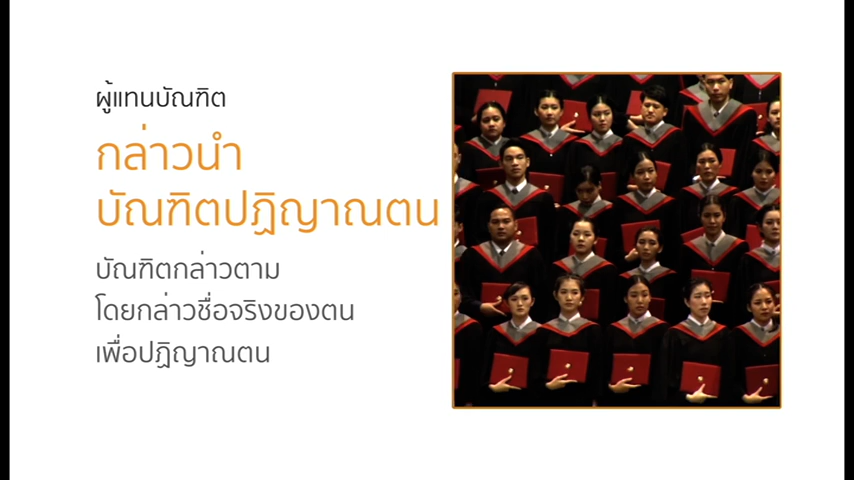 ผู้แทนบัณฑิต
กล่าวนำ
บัณฑิตปฏิญาณตน
บัณฑิตกล่าวตาม
โดยกล่าวชื่อจริงของตน
เพื่อปฏิญาณตน